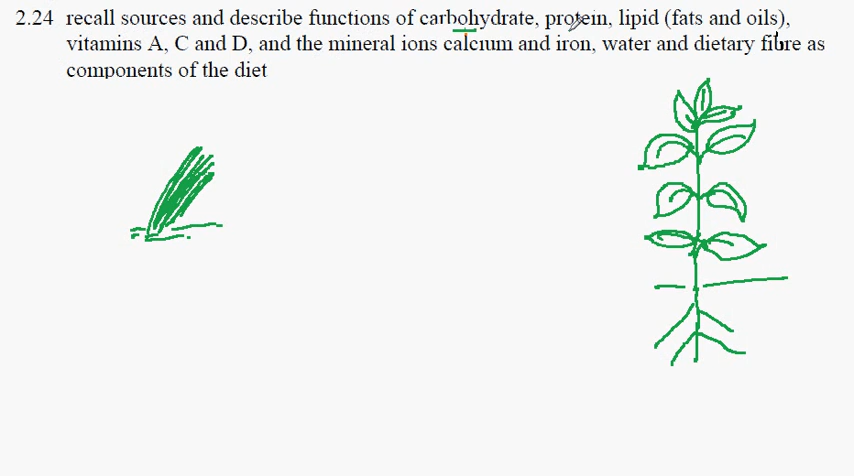 2.24 recall sources and describe functions of carbohydrate, protein, lipid (fats and oils),
vitamins A, C and D, and the mineral ions calcium and iron, water and dietary fibre as
components of the diet